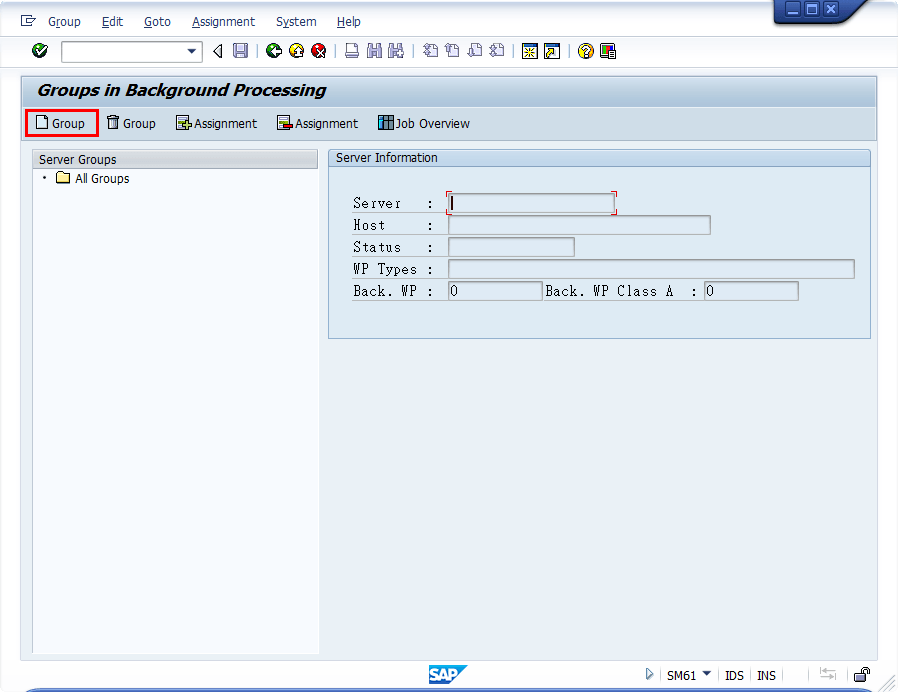 Group Edit Goto Assignment System Help
Groups in Background Processing
Group Group Assignment Assignment Job Overview
Server Groups
All Groups
Server Information
Server :
Host :
Status :
WP Types :
Back. WP : 0 Back. WP Class A : 0
SAP SM61 IDS INS